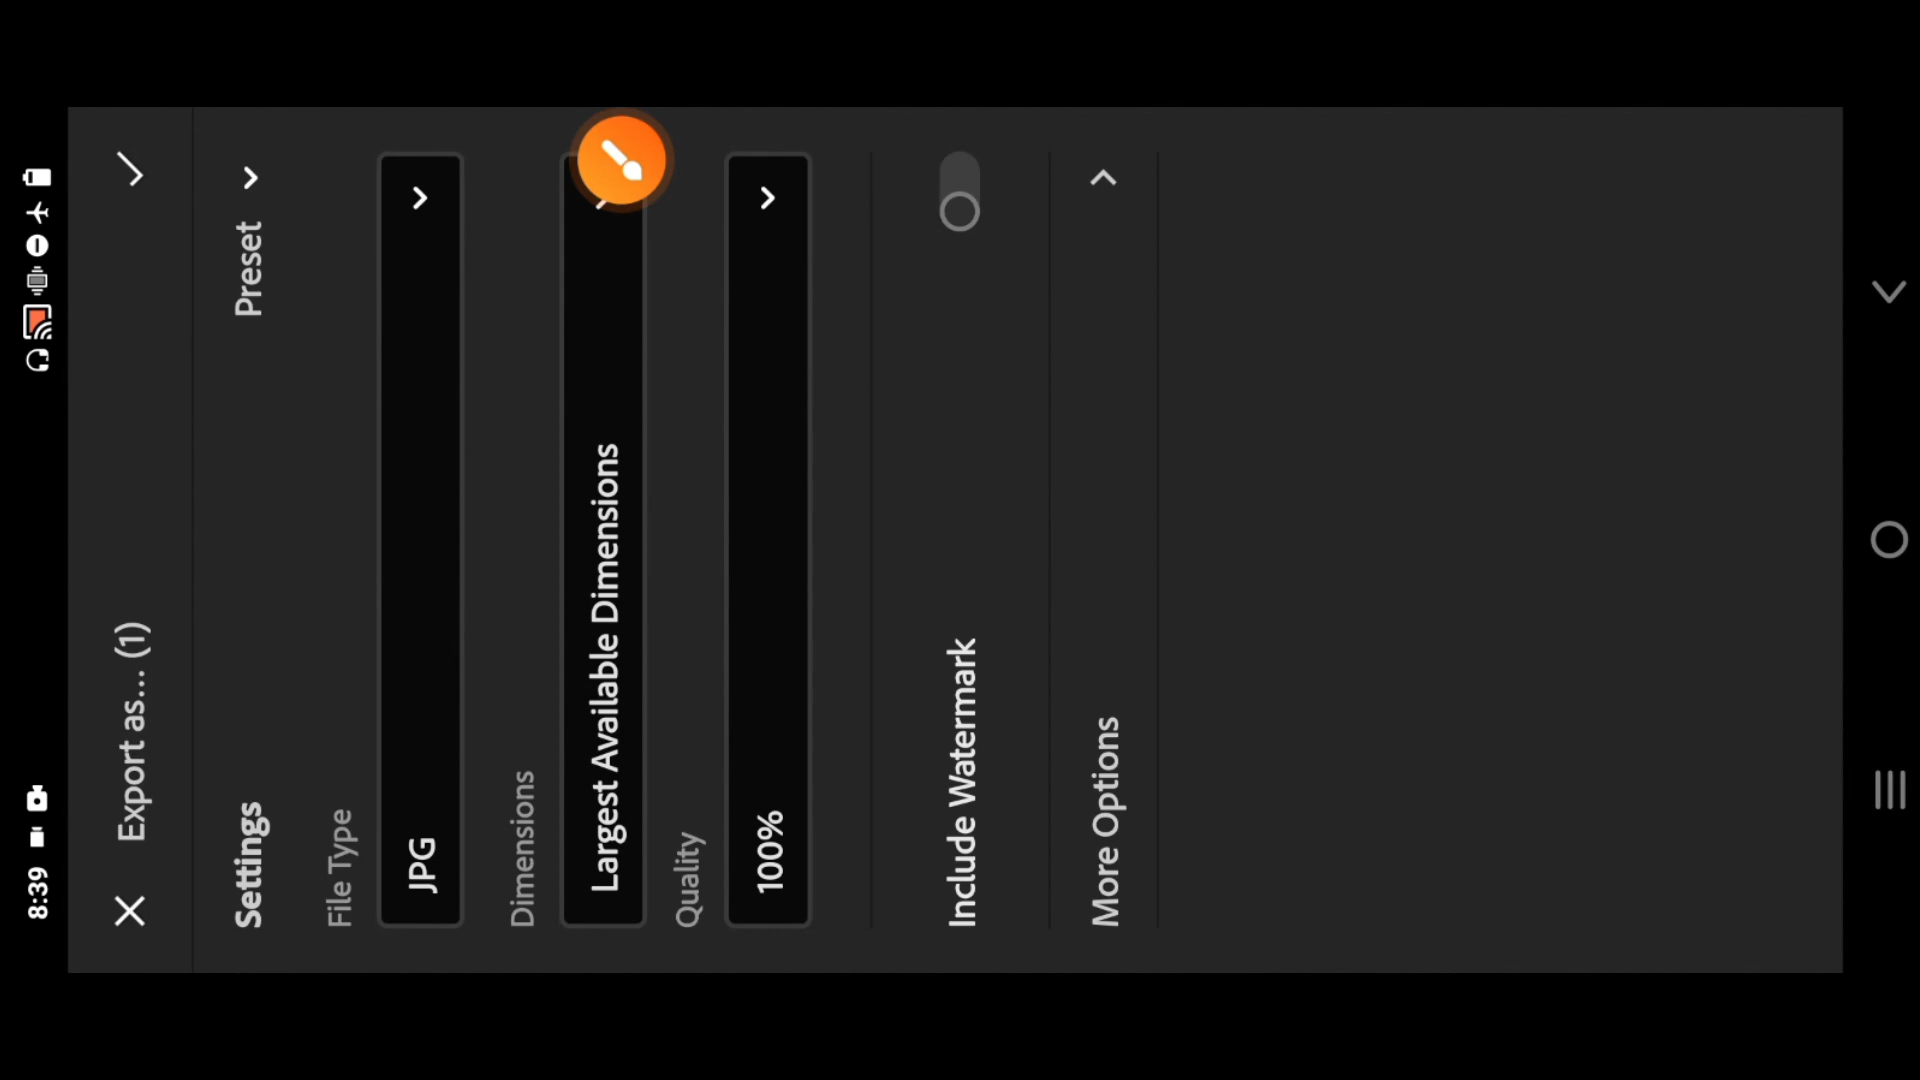 8:39
Export as... (1)
Settings
Preset
File Type
JPG
Dimensions
Largest Available Dimensions
Quality
100%
Include Watermark
More Options